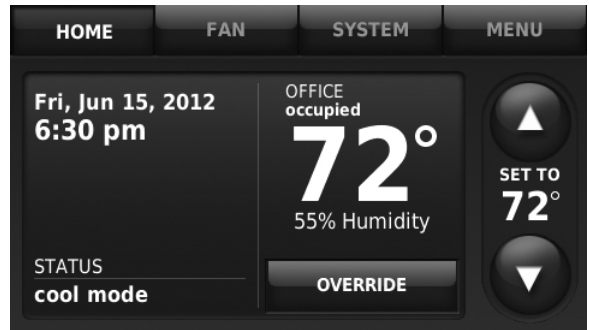 HOME
FAN
SYSTEM
MENU
Fri, Jun 15, 2012
6:30 pm
STATUS
cool mode
OFFICE
occupied
72°
55% Humidity
OVERRIDE
SET TO
72°